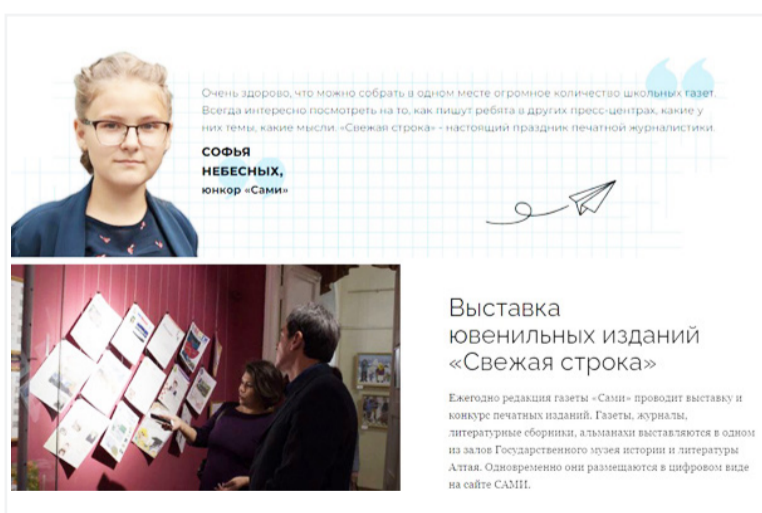 Очень здорово, что можно собрать в одном месте огромное количество школьных газет.
Всегда интересно посмотреть на то, как пишут ребята в других пресс-центрах, какие у
них темы, какие мысли. «Свежая строка» - настоящий праздник печатной журналистики.
СОФЬЯ
НЕБЕСНЫХ,
юнкор «Сами»
Выставка
ювенильных изданий
«Свежая строка»
Ежегодно редакция газеты «Сами» проводит выставку и
конкурс печатных изданий. Газеты, журналы,
литературные сборники, альманахи выставляются в одном
из залов Государственного музея истории и литературы
Алтая. Одновременно они размещаются в цифровом виде
на сайте САМИ.